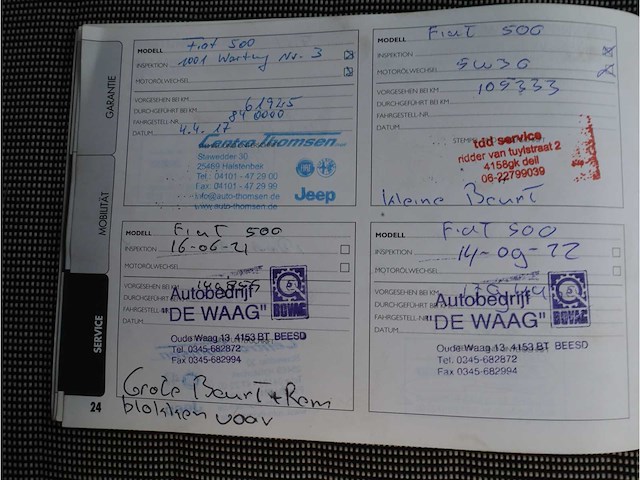 GARANTIE
MOBILITÄT
SERVICE
24
MODELL Fiat 500
INSPEKTION 1001 Wartung Nr. 3
MOTORÖLWECHSEL
VORGESEHEN BEI KM 61925
DURCHGEFÜHRT BEI KM
FAHRGESTELL-NR.
DATUM 4.4.17
Centro Thomsen
Stawedder 30
25469 Halstenbek
Tel.: 04101 - 47 29 00
Fax: 04101 - 47 29 99
info@auto-thomsen.de
www.auto-thomsen.de
Jeep
MODELL Fiat 500
INSPEKTION
MOTORÖLWECHSEL 5W30
VORGESEHEN BEI KM 109333
DURCHGEFÜHRT BEI KM
FAHRGESTELL-NR.
DATUM
tdd service
ridder van tuylstraat 2
4158gk deil
06-22799039
kleine Beurt
MODELL Fiat 500
INSPEKTION 16-06-21
MOTORÖLWECHSEL
VORGESEHEN BEI KM
DURCHGEFÜHRT
FAHRGESTELL-NR.
DATUM
Autobedrijf
"DE WAAG"
BOVAG
Oude Waag 13, 4153 BT BEESD
Tel. 0345-682872
Fax 0345-682994
Grote Beurt + Rem
blokken voor
MODELL Fiat 500
INSPEKTION 14-09-22
MOTORÖLWECHSEL
VORGESEHEN BEI KM
DURCHGEFÜHRT
FAHRGESTELL-NR.
DATUM
Autobedrijf
"DE WAAG"
BOVAG
Oude Waag 13, 4153 BT BEESD
Tel. 0345-682872
Fax 0345-682994